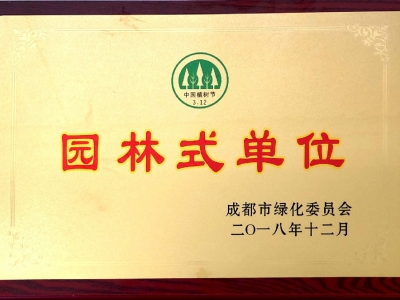 中国植树节
3.12
园林式单位
成都市绿化委员会
二〇一八年十二月